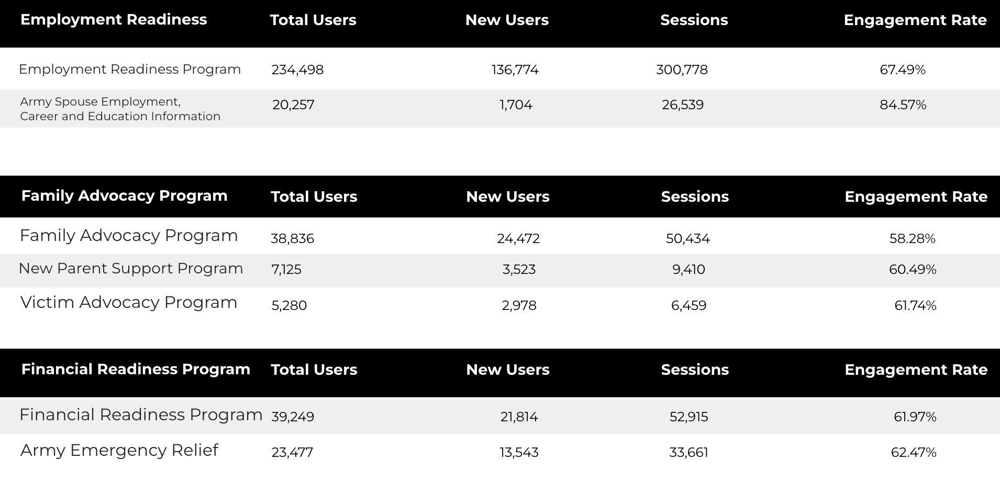 Employment Readiness Total Users New Users Sessions Engagement Rate
Employment Readiness Program 234,498 136,774 300,778 67.49%
Army Spouse Employment, 20,257 1,704 26,539 84.57%
Career and Education Information
Family Advocacy Program Total Users New Users Sessions Engagement Rate
Family Advocacy Program 38,836 24,472 50,434 58.28%
New Parent Support Program 7,125 3,523 9,410 60.49%
Victim Advocacy Program 5,280 2,978 6,459 61.74%
Financial Readiness Program Total Users New Users Sessions Engagement Rate
Financial Readiness Program 39,249 21,814 52,915 61.97%
Army Emergency Relief 23,477 13,543 33,661 62.47%